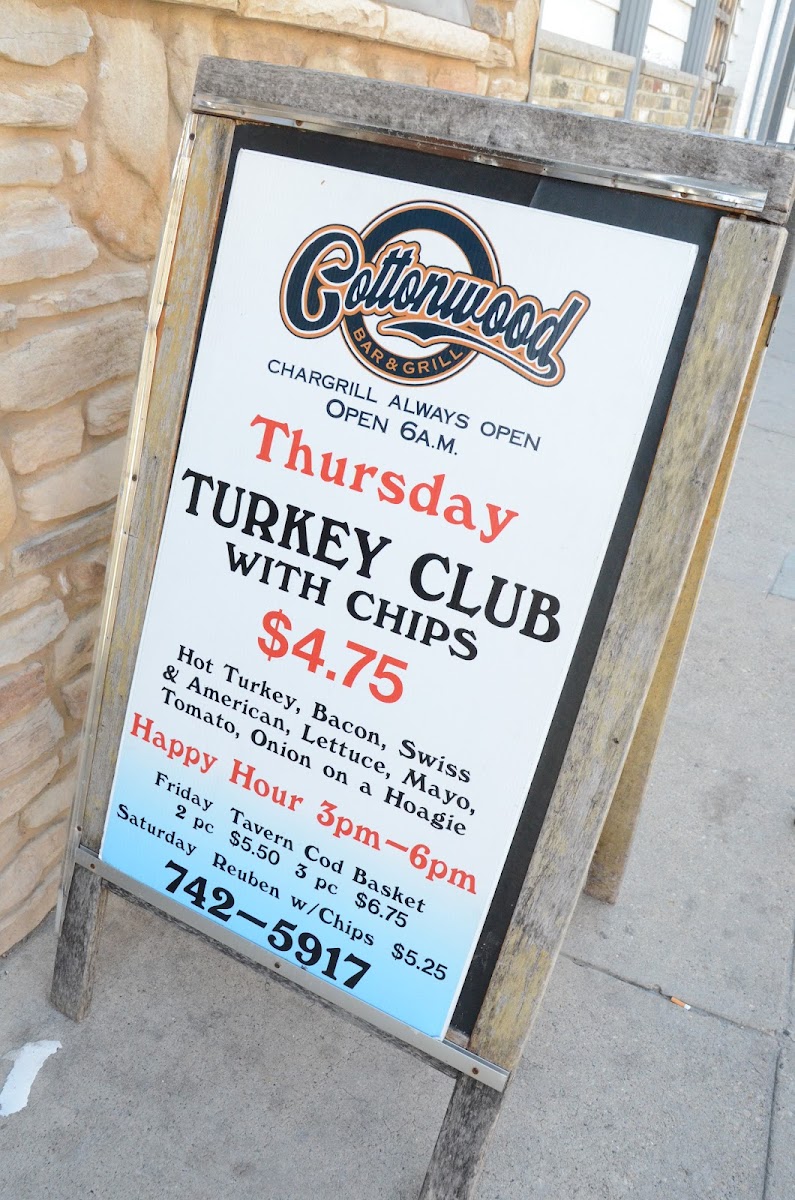 Cottonwood
BAR & GRILL
CHARGRILL ALWAYS OPEN
OPEN 6A.M.
Thursday
TURKEY CLUB
WITH CHIPS
$4.75
Hot Turkey, Bacon, Swiss
& American, Lettuce, Mayo,
Tomato, Onion on a Hoagie
Happy Hour 3pm-6pm
Friday Tavern Cod Basket
2 pc $5.50 3 pc $6.75
Saturday Reuben w/Chips $5.25
742-5917